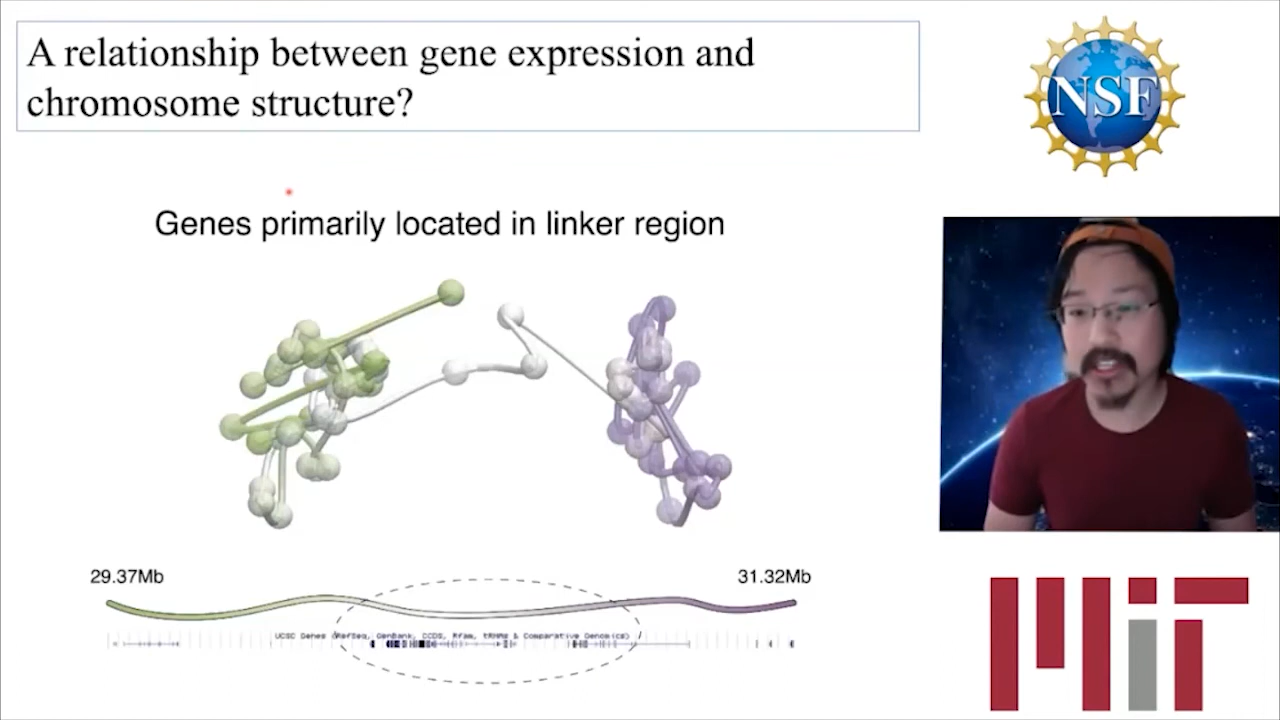 A relationship between gene expression and
chromosome structure?
NSF
Genes primarily located in linker region
29.37Mb
31.32Mb
UCSC Genes (RefSeq, GenBank, CCDS, Rfam, tRNAs & Comparative Genomics)
MIT